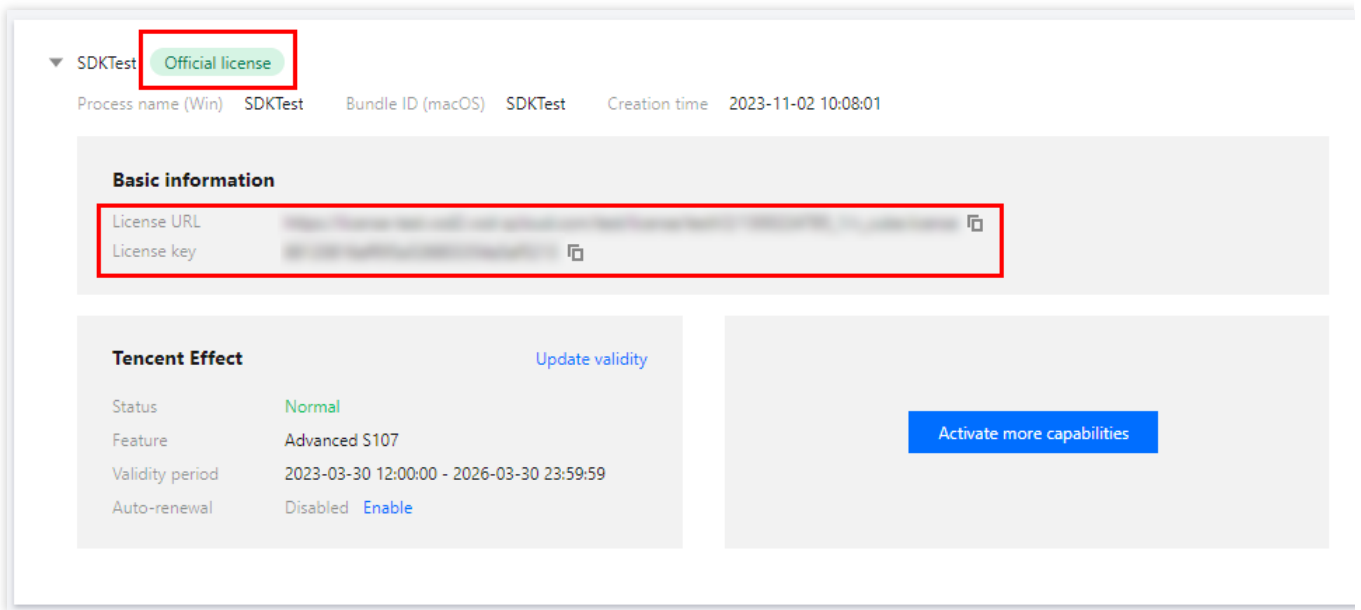 SDKTest Official license
Process name (Win) SDKTest Bundle ID (macOS) SDKTest Creation time 2023-11-02 10:08:01
Basic information
License URL
License key
Tencent Effect Update validity
Status Normal
Feature Advanced S107
Validity period 2023-03-30 12:00:00 - 2026-03-30 23:59:59
Auto-renewal Disabled Enable
Activate more capabilities